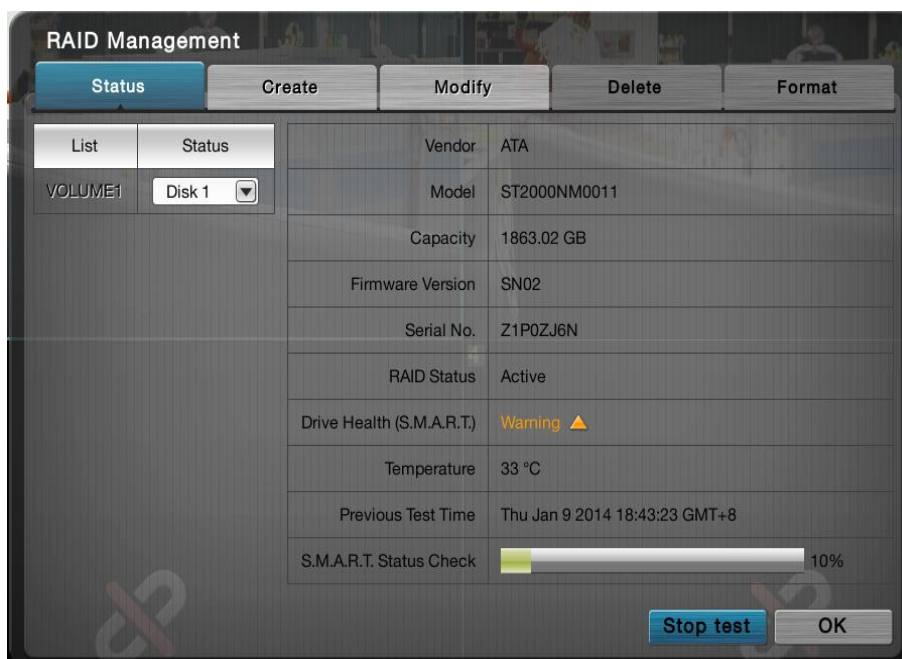 RAID Management
Status Create Modify Delete Format
List Status
VOLUME1 Disk 1
Vendor ATA
Model ST2000NM0011
Capacity 1863.02 GB
Firmware Version SN02
Serial No. Z1P0ZJ6N
RAID Status Active
Drive Health (S.M.A.R.T.) Warning
Temperature 33 °C
Previous Test Time Thu Jan 9 2014 18:43:23 GMT+8
S.M.A.R.T. Status Check 10%
Stop test OK